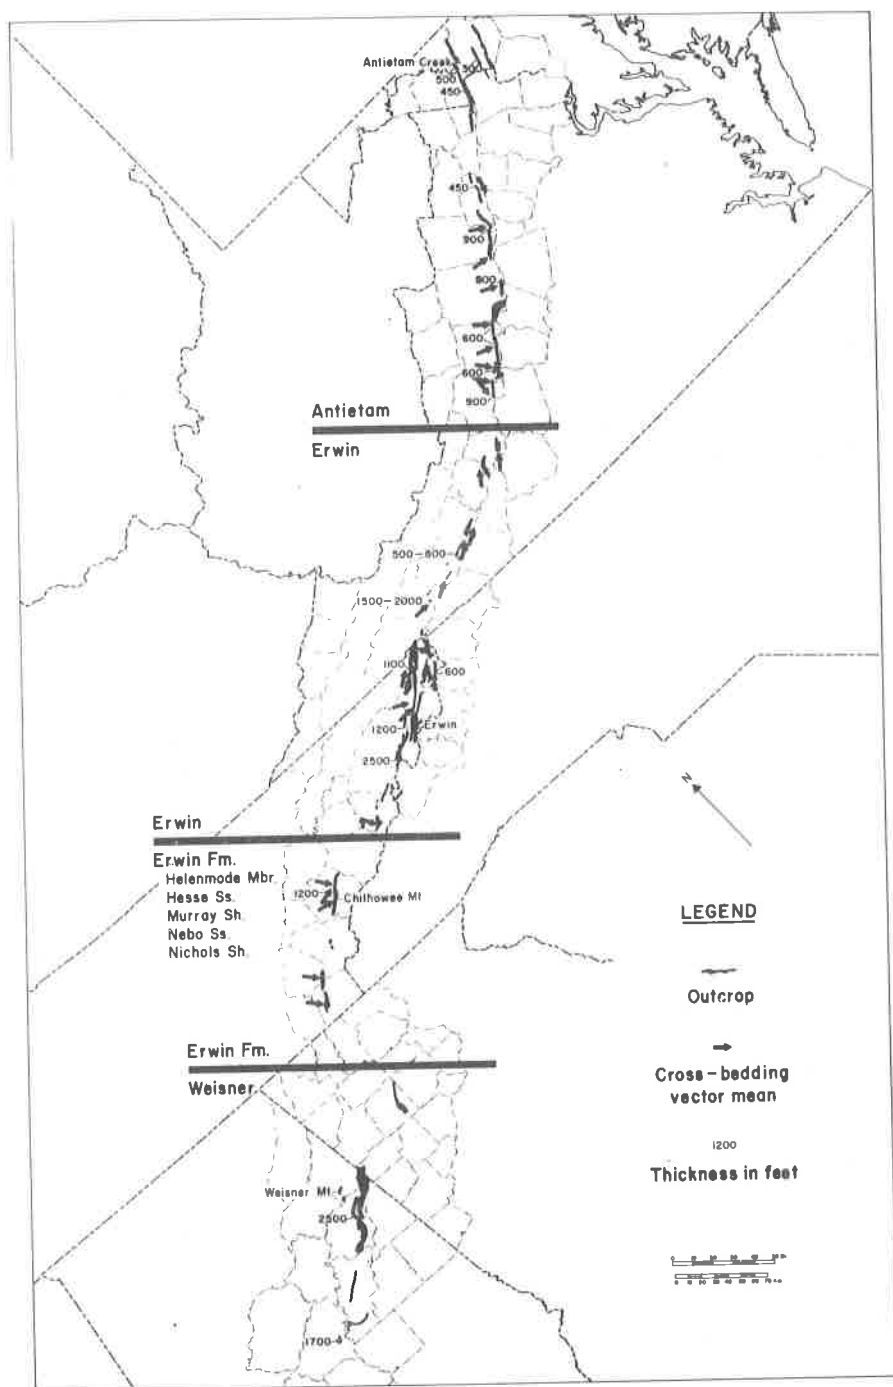 Antietam Creek
300
500
450
450
900
800
600
600
900
Antietam
Erwin
500-800
1500-2000
1100
600
Erwin
1200
2500
Erwin
Erwin Fm.
Helenmode Mbr.
Hesse Ss.
Murray Sh.
Nebo Ss.
Nichols Sh.
1200
Chilhowee Mt
N
LEGEND
Outcrop
Cross-bedding
vector mean
1200
Thickness in feet
Erwin Fm.
Weisner
Weisner Mt.
2500
1700